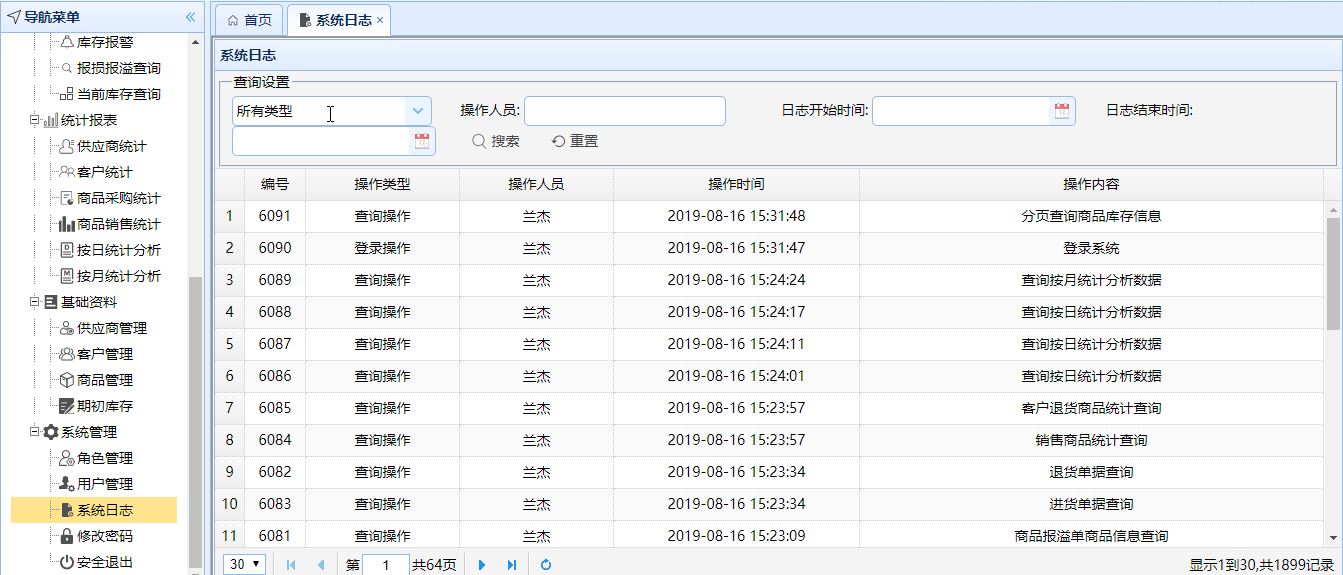 导航菜单
库存报警
报损报溢查询
当前库存查询
统计报表
供应商统计
客户统计
商品采购统计
商品销售统计
按日统计分析
按月统计分析
基础资料
供应商管理
客户管理
商品管理
期初库存
系统管理
角色管理
用户管理
系统日志
修改密码
安全退出
首页 系统日志
系统日志
查询设置
所有类型 操作人员: 日志开始时间: 日志结束时间:
搜索 重置
编号 操作类型 操作人员 操作时间 操作内容
1 6091 查询操作 兰杰 2019-08-16 15:31:48 分页查询商品库存信息
2 6090 登录操作 兰杰 2019-08-16 15:31:47 登录系统
3 6089 查询操作 兰杰 2019-08-16 15:24:24 查询按月统计分析数据
4 6088 查询操作 兰杰 2019-08-16 15:24:17 查询按日统计分析数据
5 6087 查询操作 兰杰 2019-08-16 15:24:11 查询按日统计分析数据
6 6086 查询操作 兰杰 2019-08-16 15:24:01 查询按日统计分析数据
7 6085 查询操作 兰杰 2019-08-16 15:23:57 客户退货商品统计查询
8 6084 查询操作 兰杰 2019-08-16 15:23:57 销售商品统计查询
9 6082 查询操作 兰杰 2019-08-16 15:23:34 退货单据查询
10 6083 查询操作 兰杰 2019-08-16 15:23:34 进货单据查询
11 6081 查询操作 兰杰 2019-08-16 15:23:09 商品报溢单商品信息查询
30 第 1 共64页 显示1到30,共1899记录